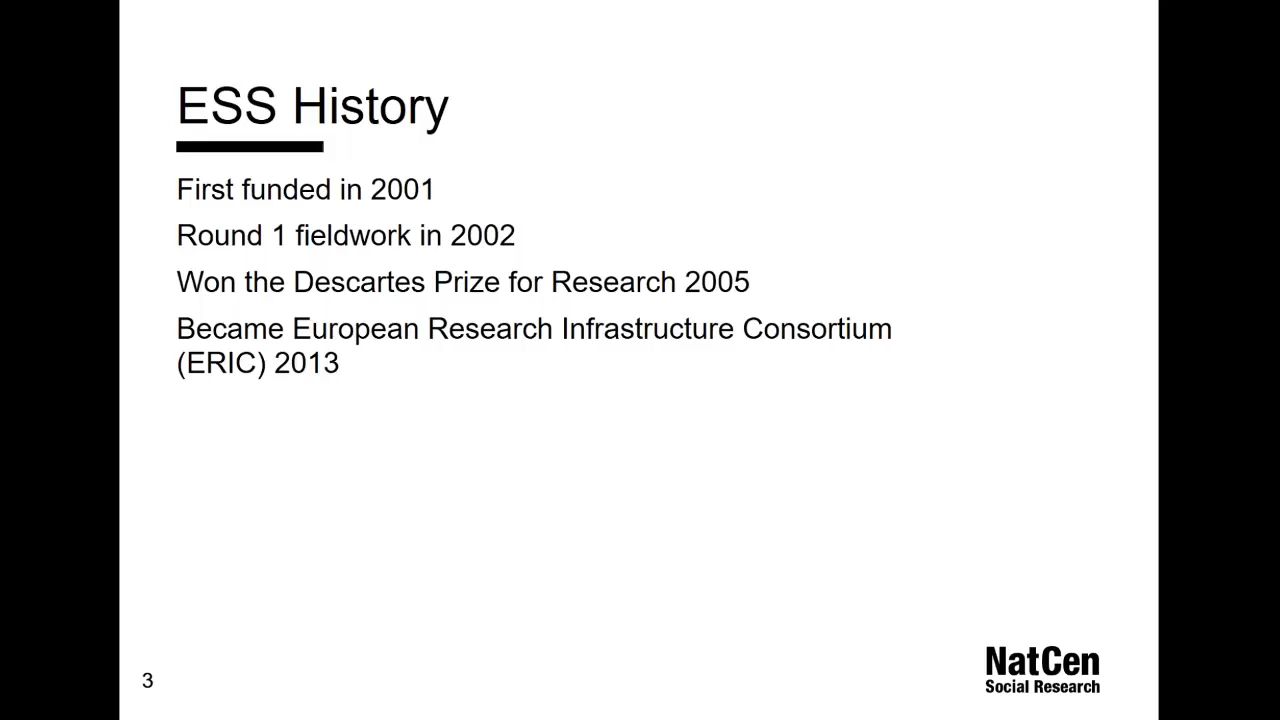 ESS History
First funded in 2001
Round 1 fieldwork in 2002
Won the Descartes Prize for Research 2005
Became European Research Infrastructure Consortium
(ERIC) 2013
3
NatCen
Social Research